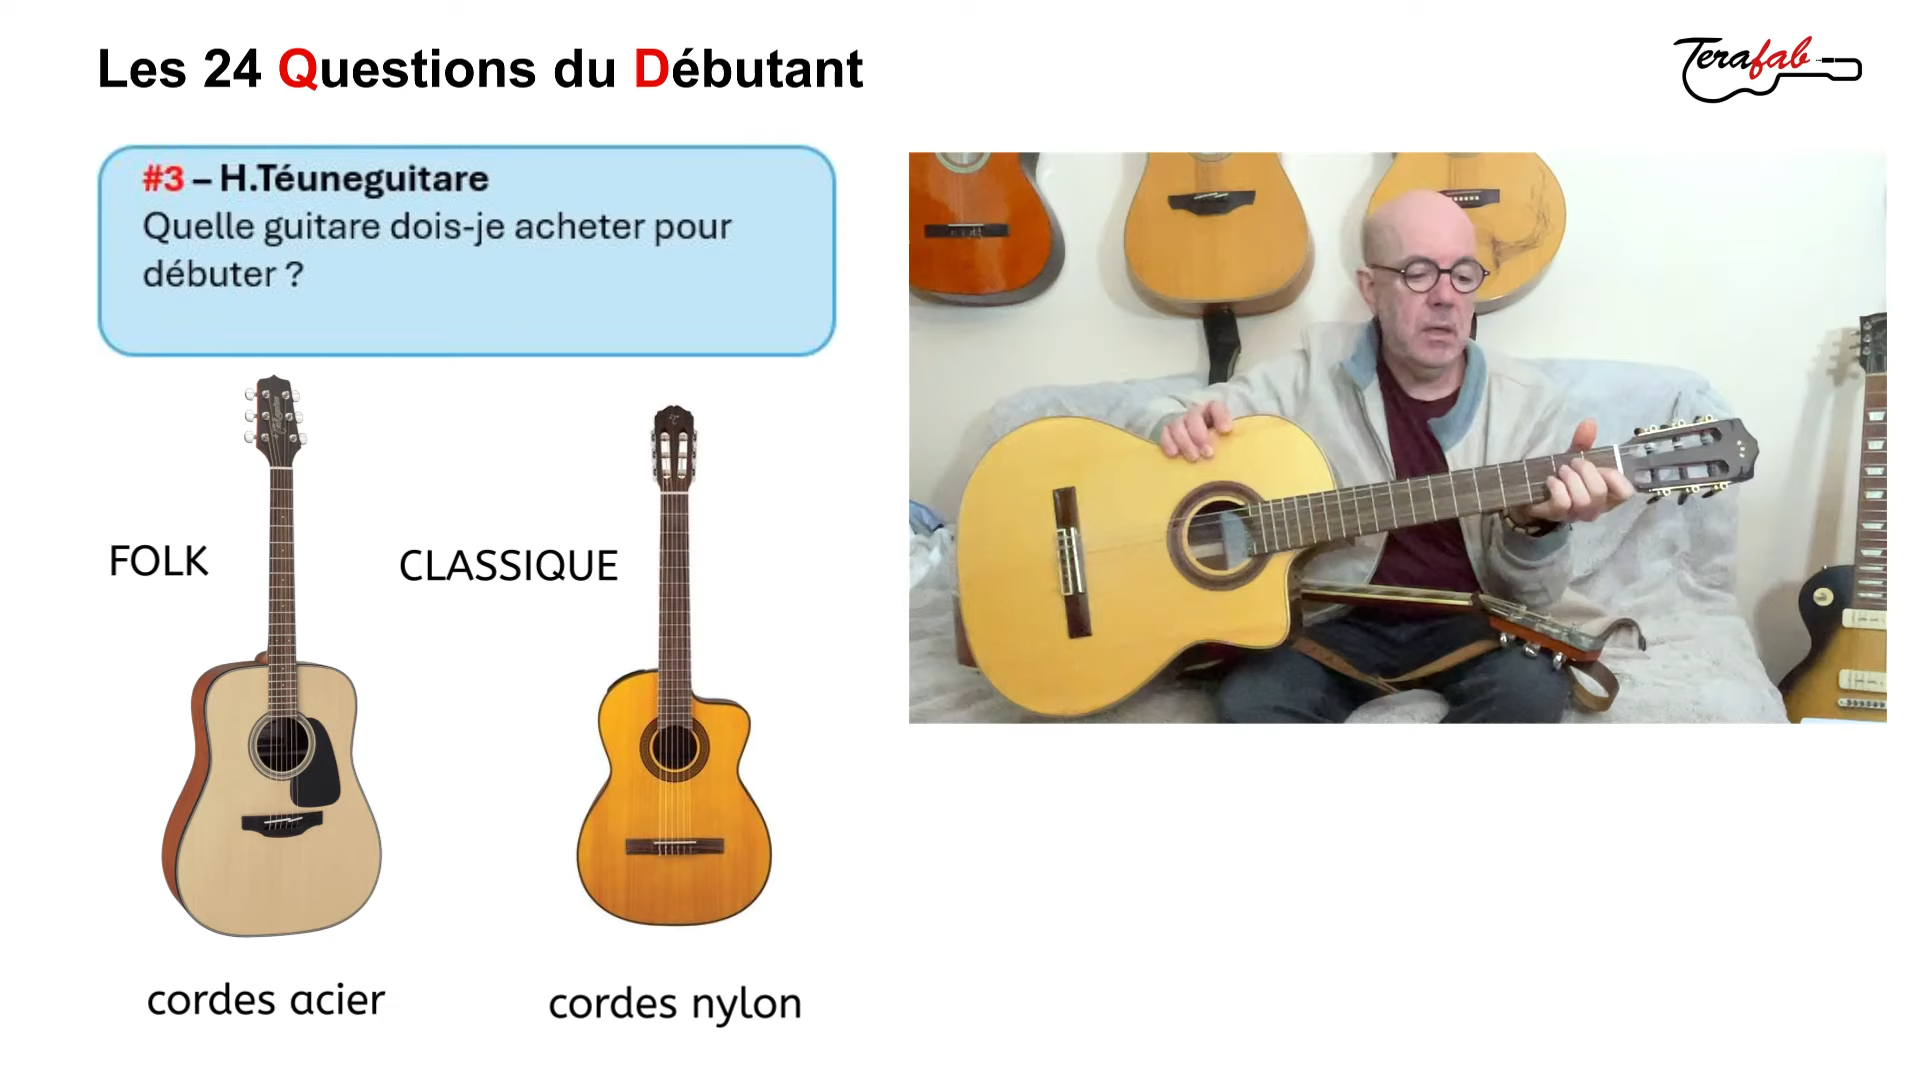 Les 24 Questions du Débutant
Terafab
#3 – H.Téuneguitare
Quelle guitare dois-je acheter pour
débuter ?
FOLK
CLASSIQUE
cordes acier
cordes nylon